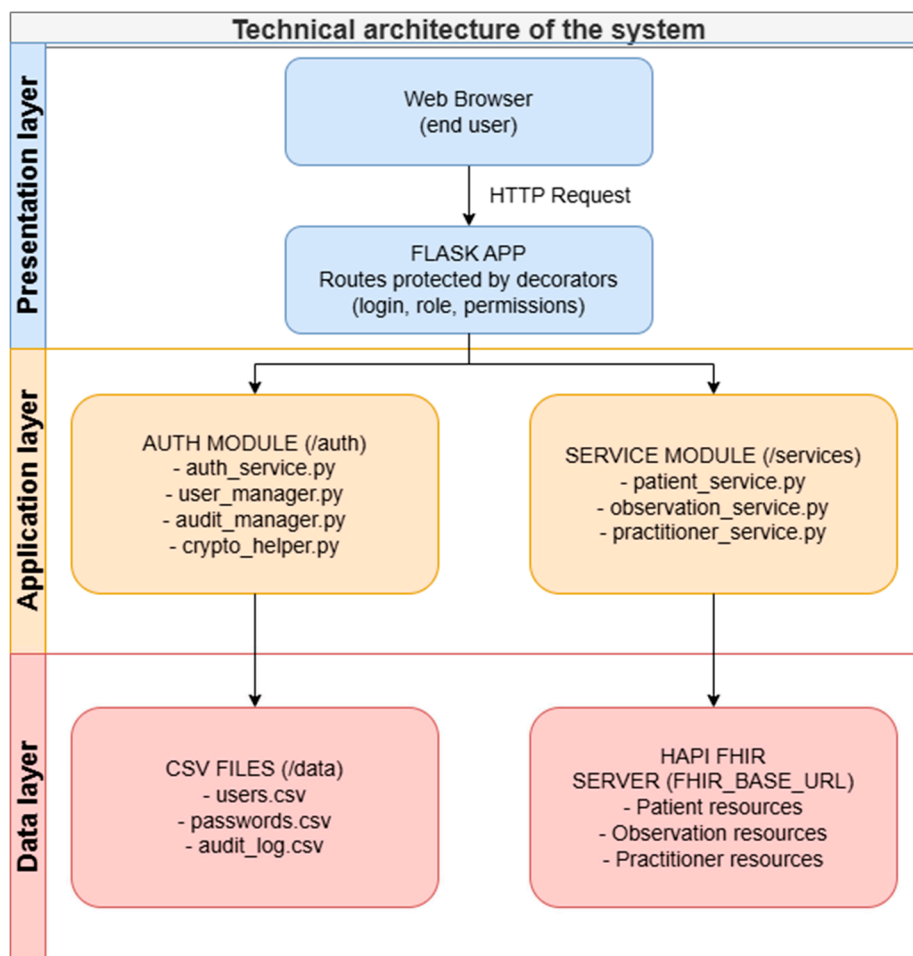 Technical architecture of the system
Presentation layer
Web Browser
(end user)
HTTP Request
FLASK APP
Routes protected by decorators
(login, role, permissions)
Application layer
AUTH MODULE (/auth)
- auth_service.py
- user_manager.py
- audit_manager.py
- crypto_helper.py
SERVICE MODULE (/services)
- patient_service.py
- observation_service.py
- practitioner_service.py
Data layer
CSV FILES (/data)
- users.csv
- passwords.csv
- audit_log.csv
HAPI FHIR
SERVER (FHIR_BASE_URL)
- Patient resources
- Observation resources
- Practitioner resources